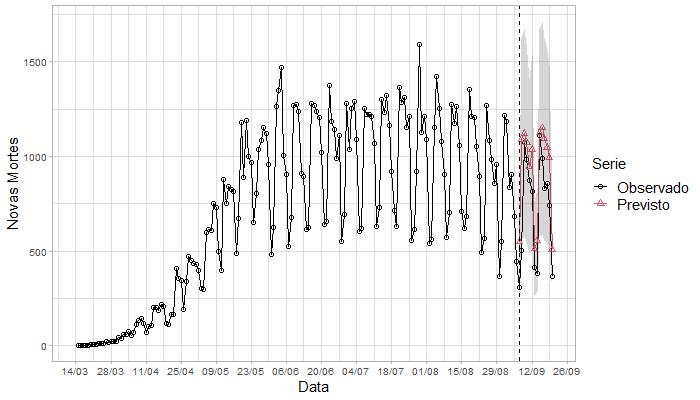 1500
1000
500
0
Novas Mortes
14/03 28/03 11/04 25/04 09/05 23/05 06/06 20/06 04/07 18/07 01/08 15/08 29/08 12/09 26/09
Data
Serie
Observado
Previsto